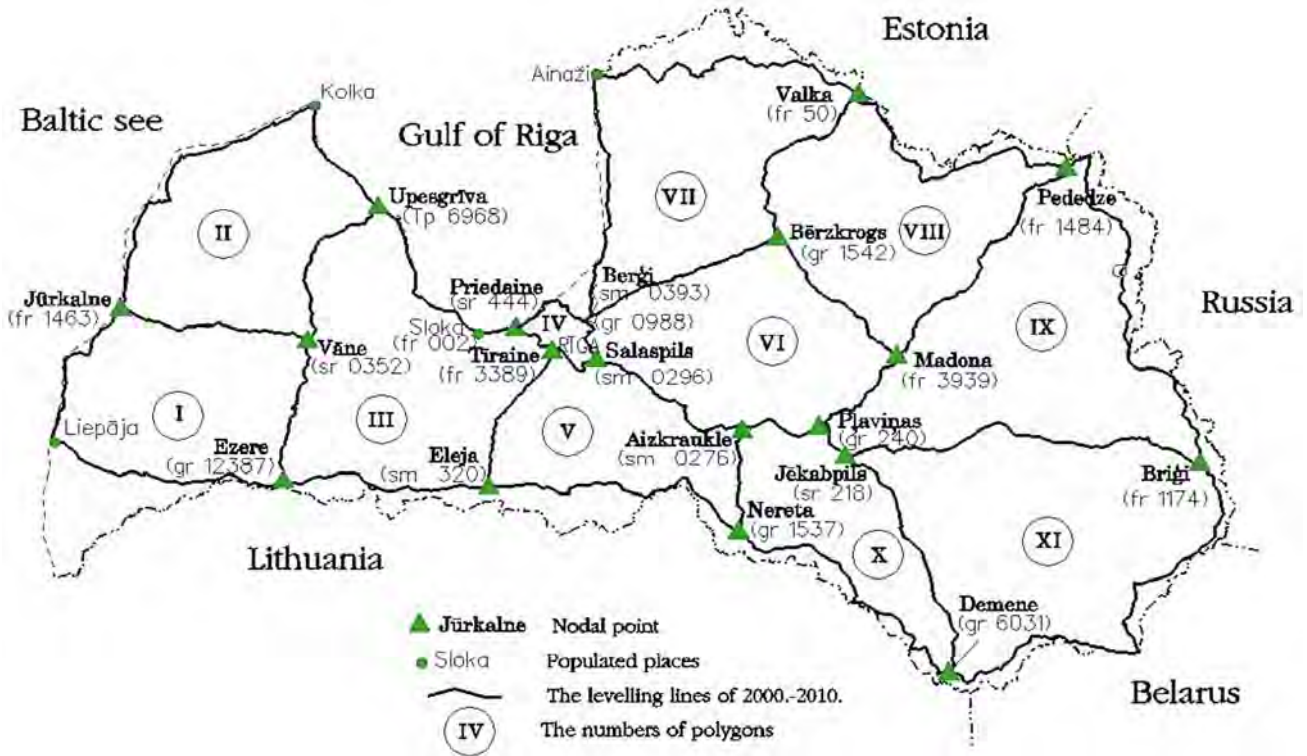 Estonia
Ainaži
Valka
(fr 50)
Kolka
Baltic see
Gulf of Riga
Upesgrīva
(Tp 6968)
VII
Pededze
(fr 1484)
II
Bērzkrogs
(gr 1542)
VIII
Priedaine
(sr 444)
Berģi
(sm 0393)
(gr 0988)
Jūrkalne
(fr 1463)
Russia
IX
Sloka
(fr 002)
IV
RĪGA
Tīraine
(fr 3389)
Salaspils
(sm 0296)
VI
Vāne
(sr 0352)
Madona
(fr 3939)
I
III
V
Liepāja
Ezere
(gr 12387)
Eleja
(sm 320)
Aizkraukle
(sm 0276)
Pļaviņas
(gr 240)
Jēkabpils
(sr 218)
Briģi
(fr 1174)
Nereta
(gr 1537)
Lithuania
X
XI
Demene
(gr 6031)
Jūrkalne Nodal point
Sloka Populated places
The levelling lines of 2000.-2010.
IV The numbers of polygons
Belarus